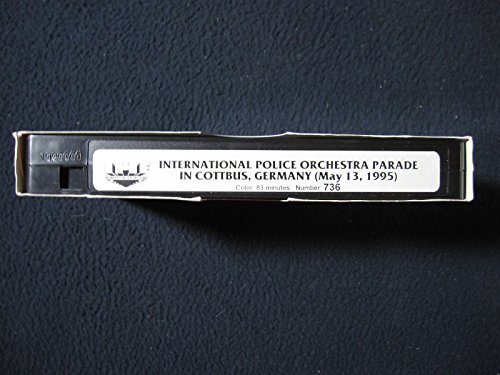 INTERNATIONAL POLICE ORCHESTRA PARADE
IN COTTBUS, GERMANY (May 13, 1995)
Color 83 minutes Number 736